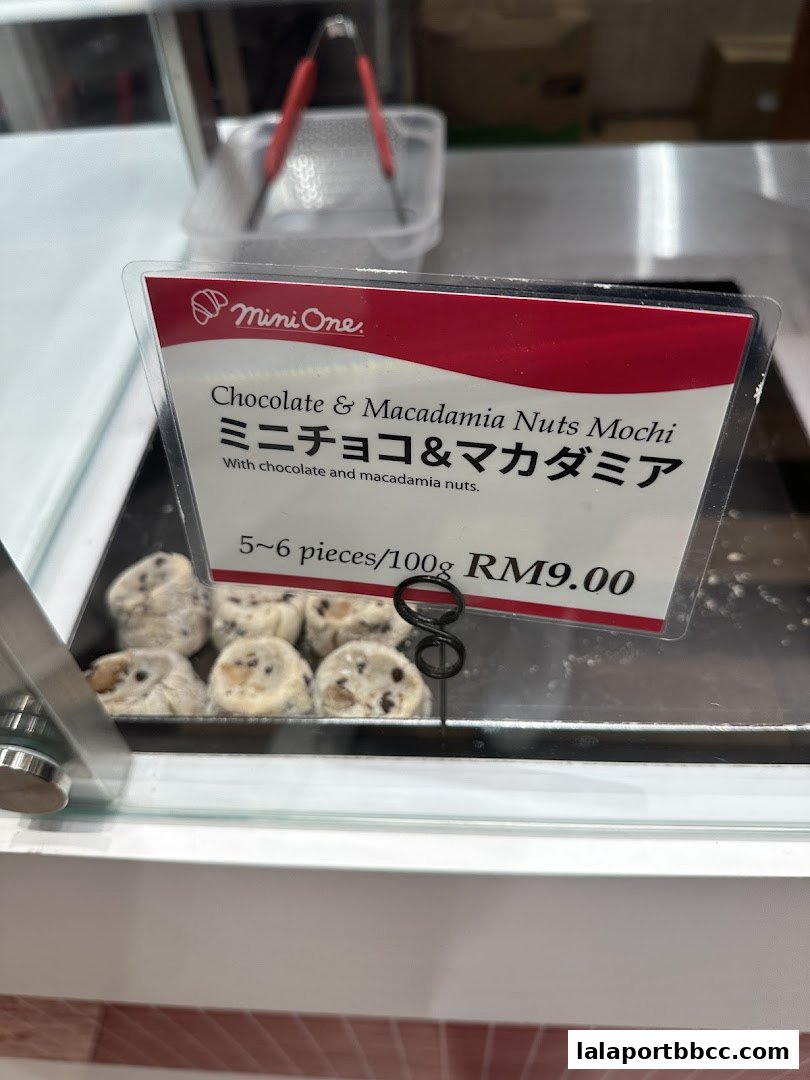 mini One.
Chocolate & Macadamia Nuts Mochi
ミニチョコ&マカダミア
With chocolate and macadamia nuts.
5~6 pieces/100g RM9.00
lalaportbbcc.com